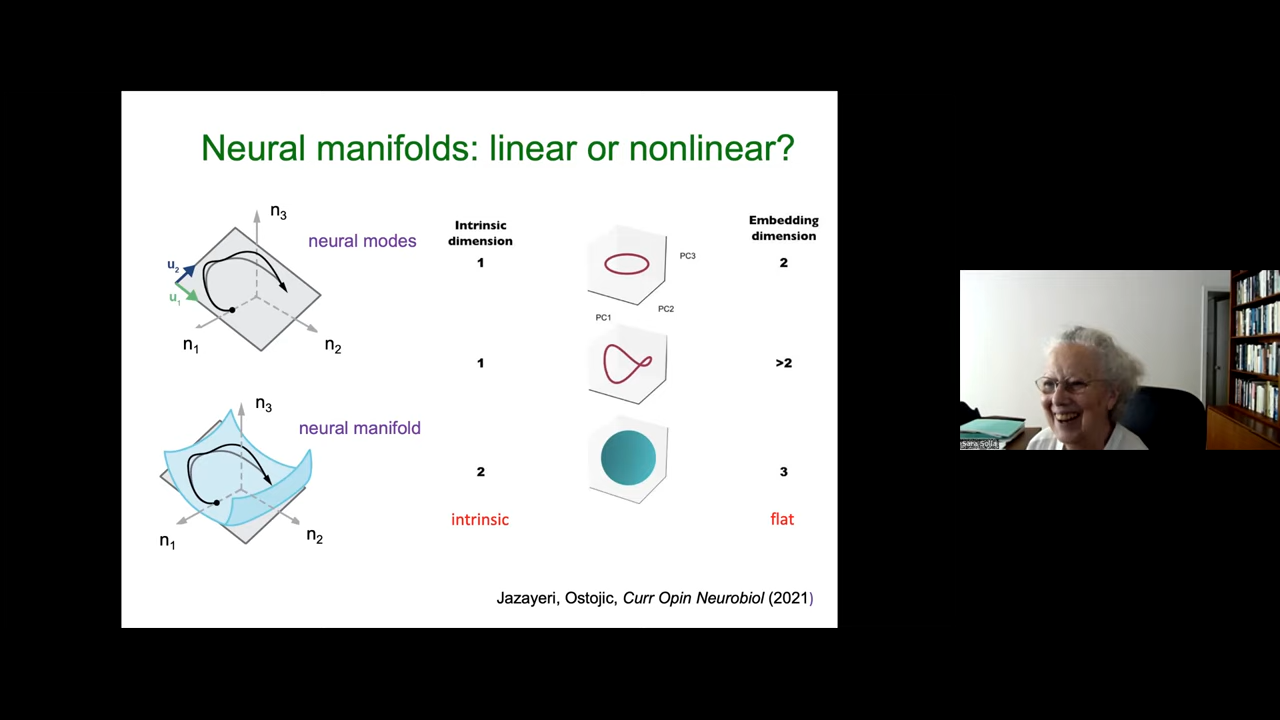 Neural manifolds: linear or nonlinear?
n3
neural modes
u2
u1
n1
n2
n3
neural manifold
n1
n2
Intrinsic
dimension
1
1
2
intrinsic
PC3
PC2
PC1
Embedding
dimension
2
>2
3
flat
Jazayeri, Ostojic, Curr Opin Neurobiol (2021)
Sara Solla